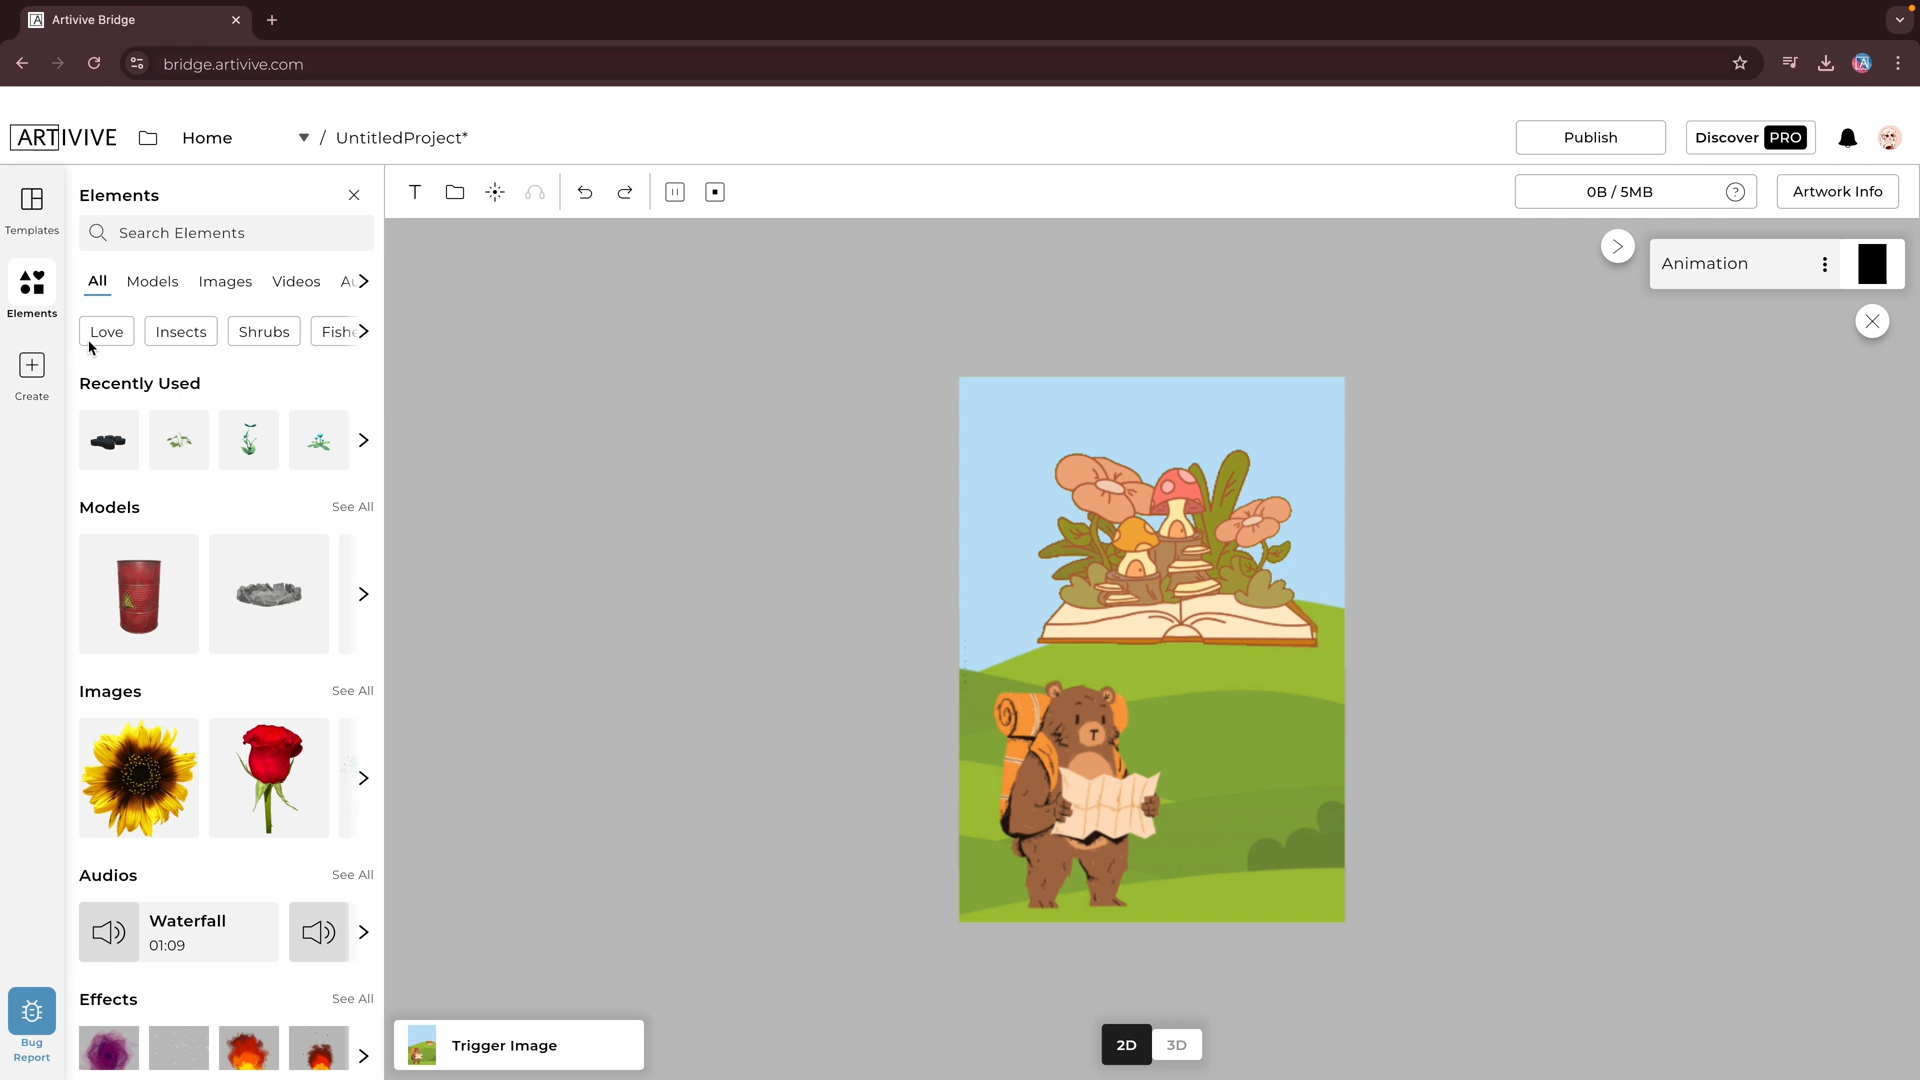 Artivive Bridge
bridge.artivive.com
ARTIVIVE
Home
/ UntitledProject*
Publish
Discover PRO
Templates
Elements
Create
Bug
Report
Elements
Search Elements
All Models Images Videos
Love Insects Shrubs
Recently Used
Models See All
Images See All
Audios See All
Waterfall
01:09
Effects See All
T
0B / 5MB
?
Artwork Info
Animation
Trigger Image
2D 3D